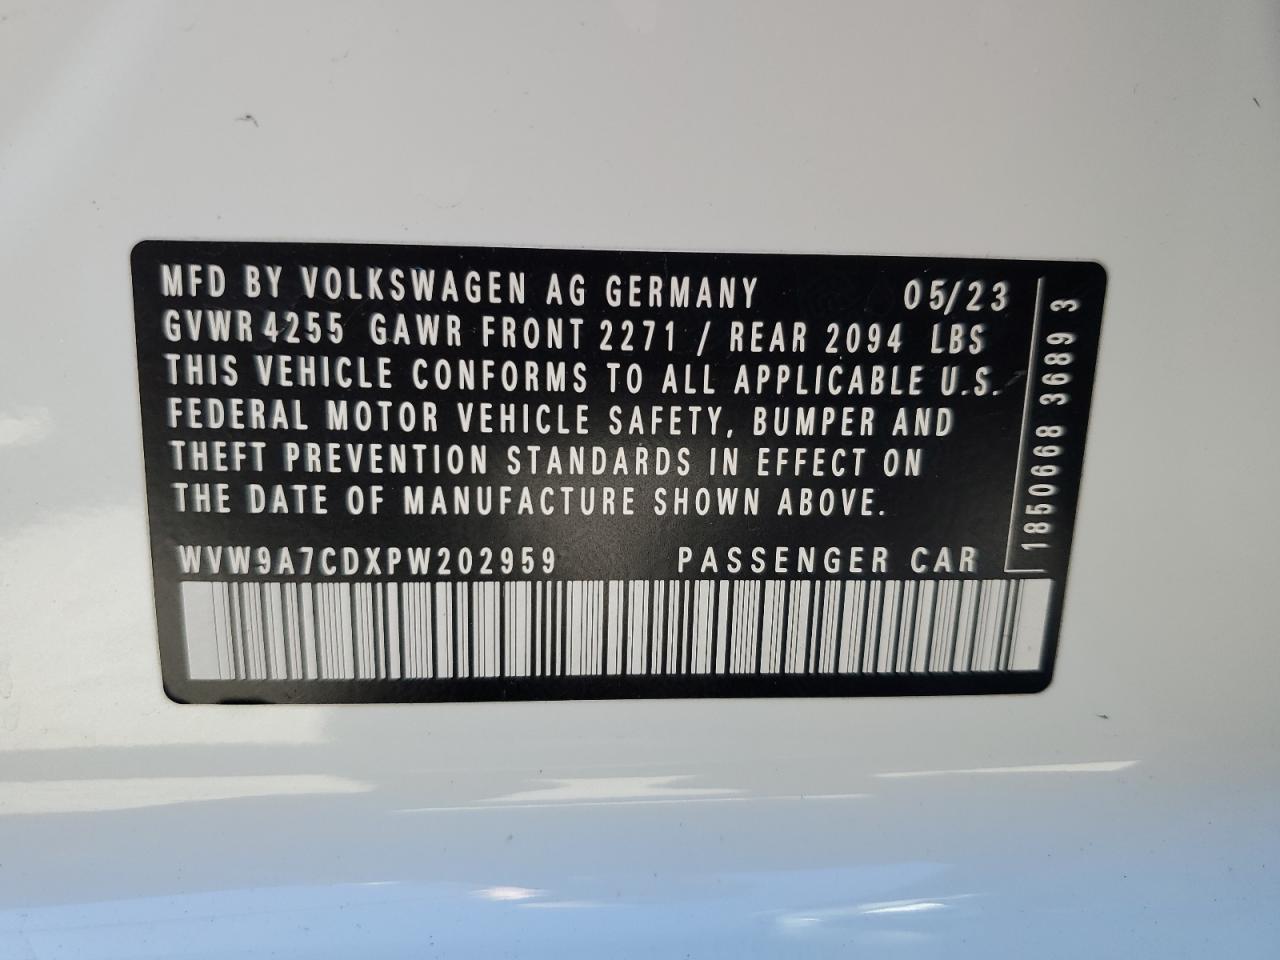 MFD BY VOLKSWAGEN AG GERMANY 05/23
GVWR 4255 GAWR FRONT 2271 / REAR 2094 LBS
THIS VEHICLE CONFORMS TO ALL APPLICABLE U.S.
FEDERAL MOTOR VEHICLE SAFETY, BUMPER AND
THEFT PREVENTION STANDARDS IN EFFECT ON
THE DATE OF MANUFACTURE SHOWN ABOVE.
WVW9A7CDXPW202959 PASSENGER CAR
1850668 3689 3